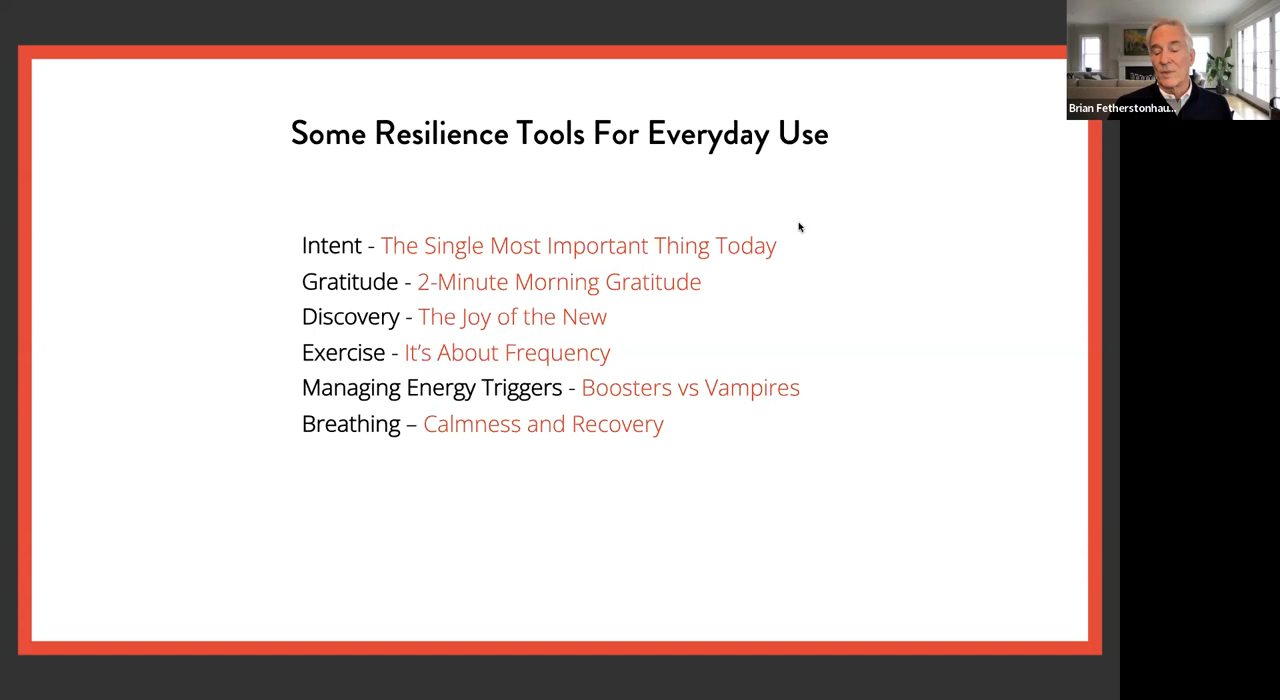 Some Resilience Tools For Everyday Use
Intent - The Single Most Important Thing Today
Gratitude - 2-Minute Morning Gratitude
Discovery - The Joy of the New
Exercise - It’s About Frequency
Managing Energy Triggers - Boosters vs Vampires
Breathing – Calmness and Recovery
Brian Fetherstonhau...